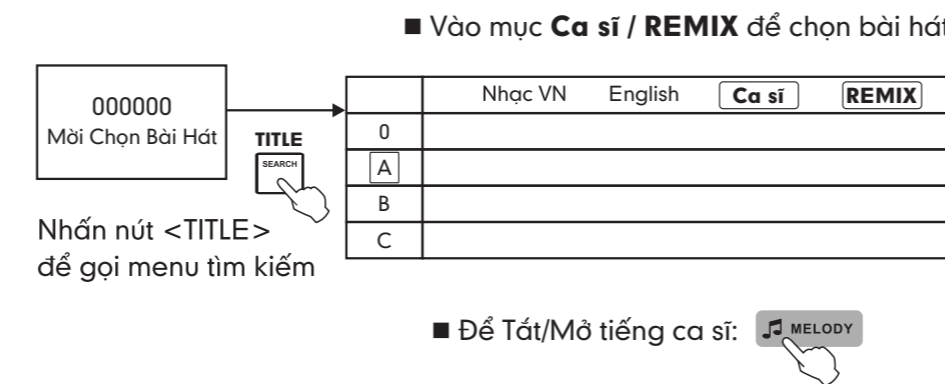 ■ Vào mục Ca sĩ / REMIX để chọn bài hát
000000
Mời Chọn Bài Hát
TITLE
SEARCH
Nhạc VN English Ca sĩ REMIX
0
A
B
C
Nhấn nút <TITLE>
để gọi menu tìm kiếm
■ Để Tắt/Mở tiếng ca sĩ: MELODY